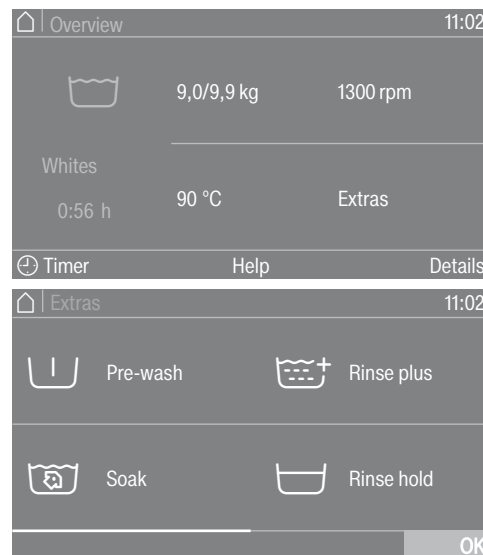 Overview 11:02
9,0/9,9 kg 1300 rpm
Whites
0:56 h
90 °C Extras
Timer Help Details
Extras 11:02
Pre-wash Rinse plus
Soak Rinse hold
OK